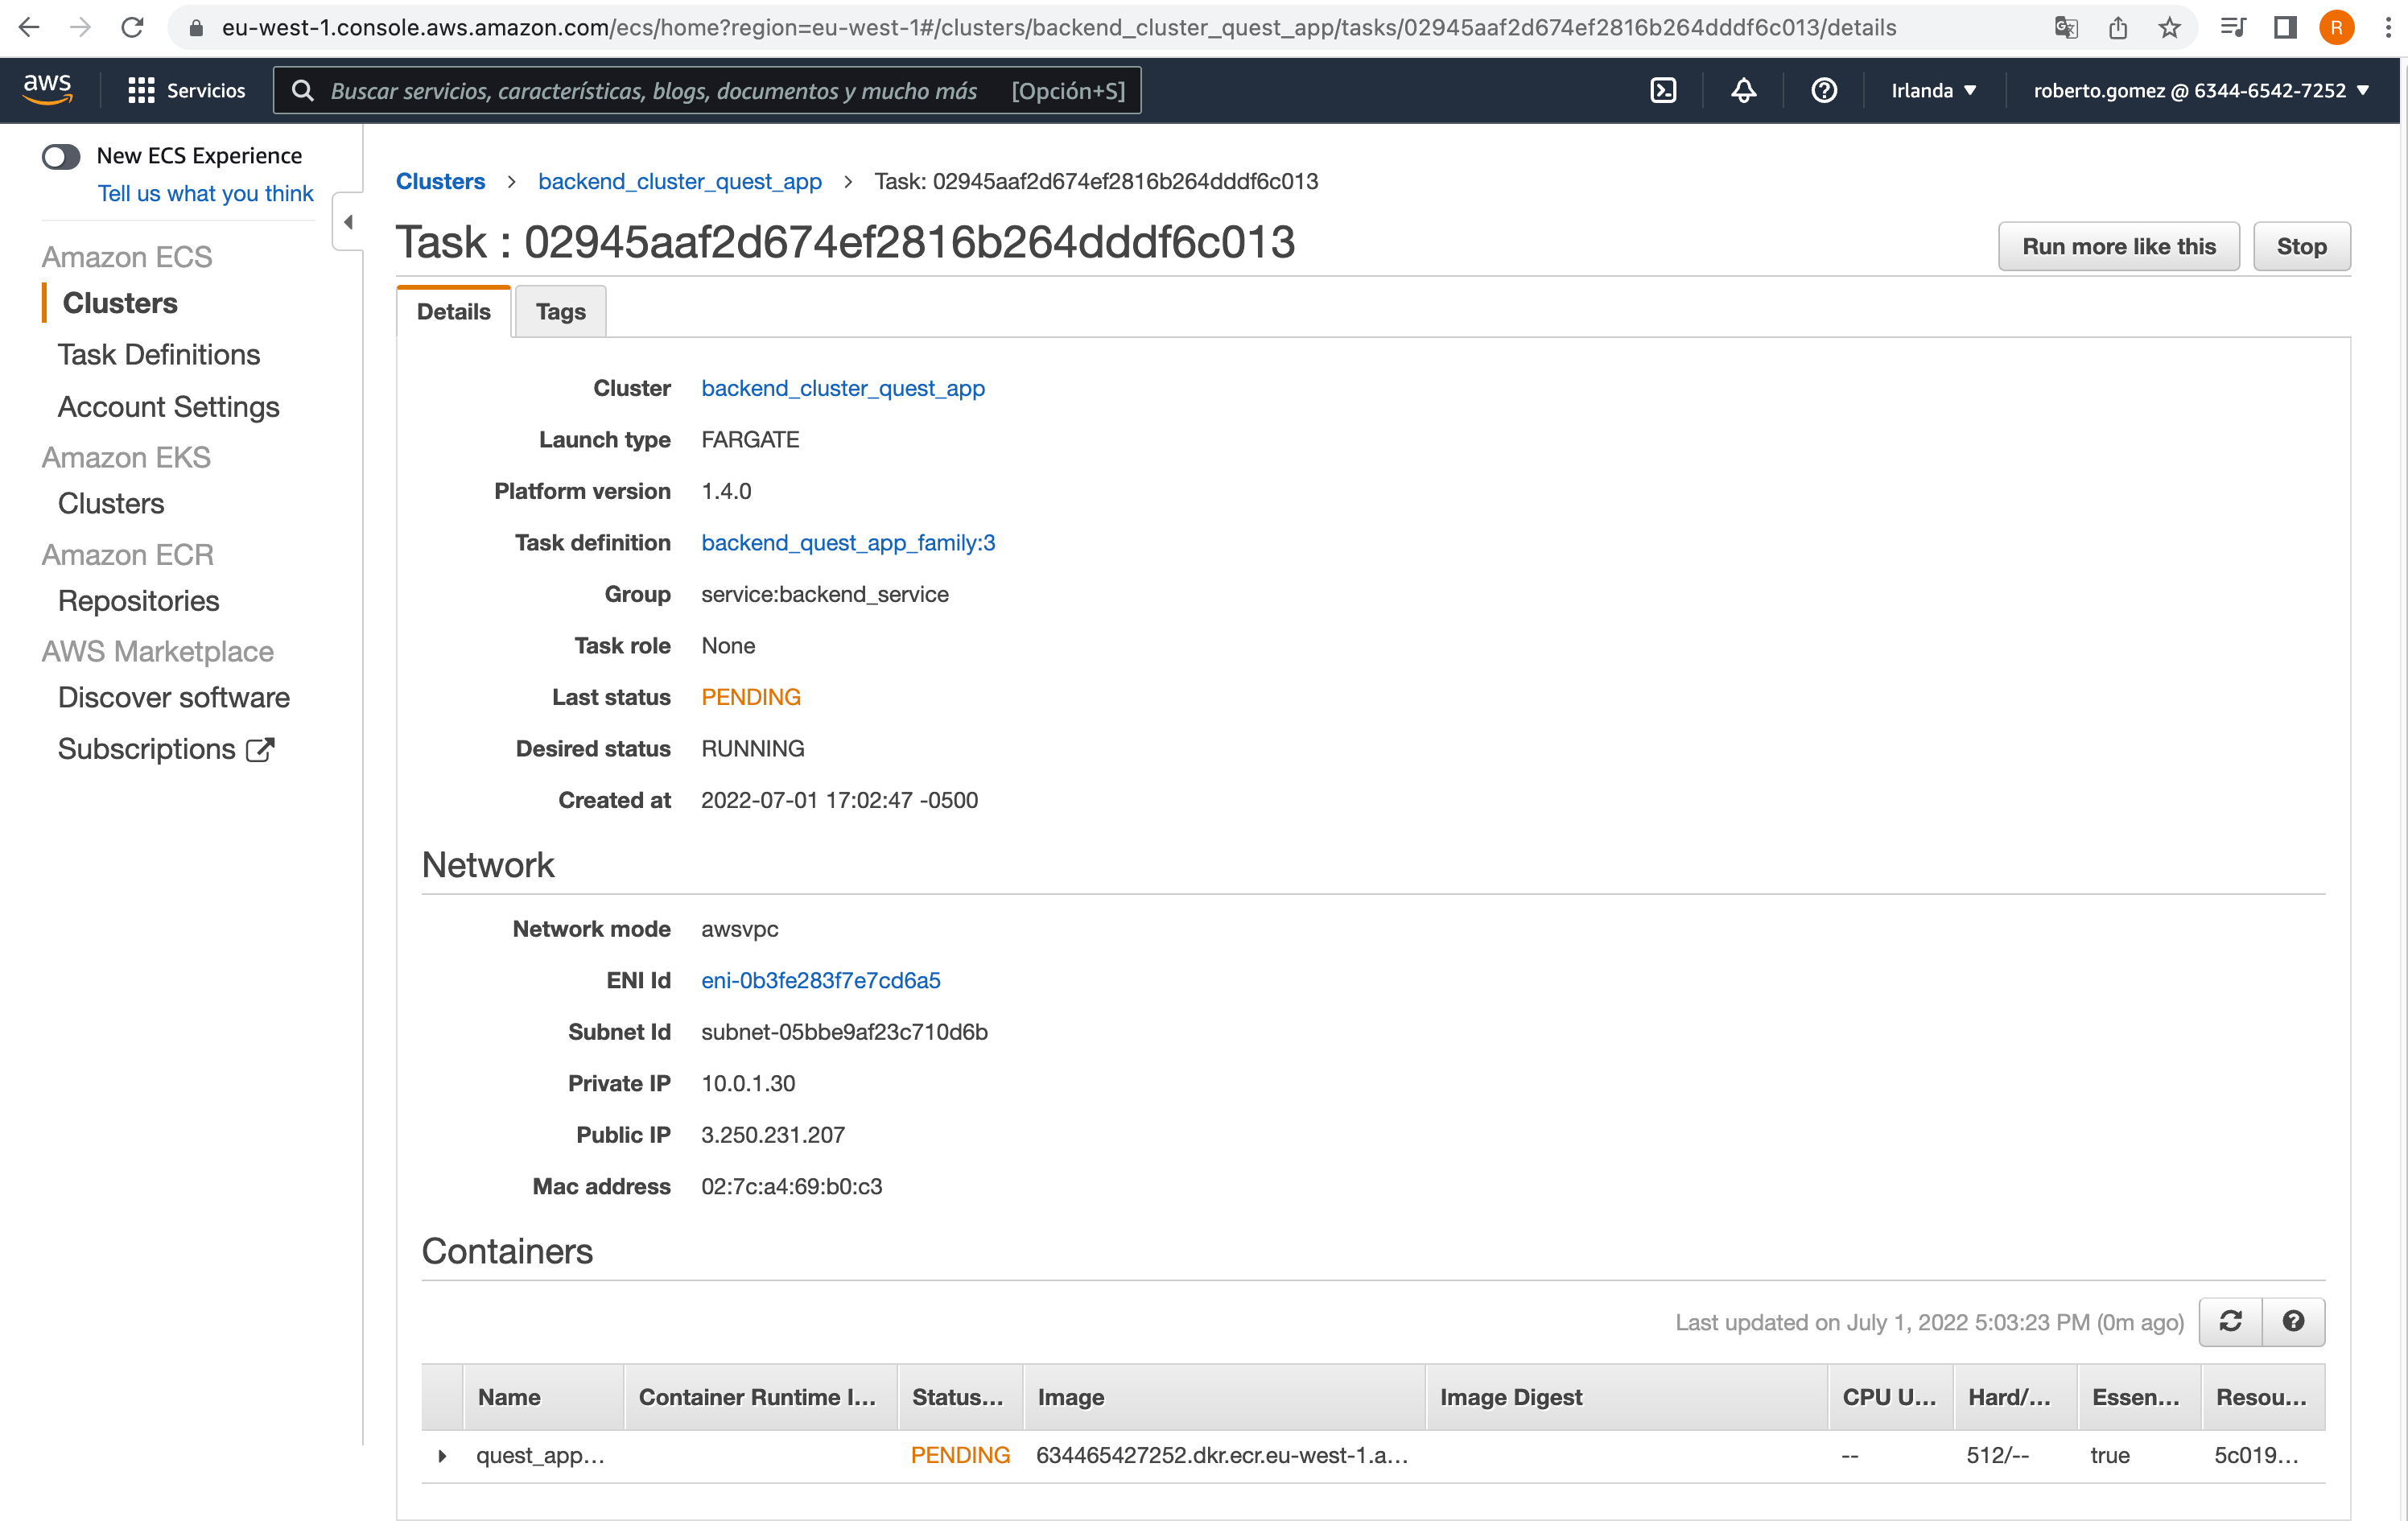 eu-west-1.console.aws.amazon.com/ecs/home?region=eu-west-1#/clusters/backend_cluster_quest_app/tasks/02945aaf2d674ef2816b264dddf6c013/details
R
aws
Servicios
Buscar servicios, características, blogs, documentos y mucho más [Opción+S]
Irlanda
roberto.gomez @ 6344-6542-7252
New ECS Experience
Tell us what you think
Amazon ECS
Clusters
Task Definitions
Account Settings
Amazon EKS
Clusters
Amazon ECR
Repositories
AWS Marketplace
Discover software
Subscriptions
Clusters > backend_cluster_quest_app > Task: 02945aaf2d674ef2816b264dddf6c013
Task : 02945aaf2d674ef2816b264dddf6c013
Run more like this
Stop
Details
Tags
Cluster backend_cluster_quest_app
Launch type FARGATE
Platform version 1.4.0
Task definition backend_quest_app_family:3
Group service:backend_service
Task role None
Last status PENDING
Desired status RUNNING
Created at 2022-07-01 17:02:47 -0500
Network
Network mode awsvpc
ENI Id eni-0b3fe283f7e7cd6a5
Subnet Id subnet-05bbe9af23c710d6b
Private IP 10.0.1.30
Public IP 3.250.231.207
Mac address 02:7c:a4:69:b0:c3
Containers
Last updated on July 1, 2022 5:03:23 PM (0m ago)
Name Container Runtime I... Status... Image Image Digest CPU U... Hard/... Essen... Resou...
quest_app... PENDING 634465427252.dkr.ecr.eu-west-1.a... -- 512/-- true 5c019...